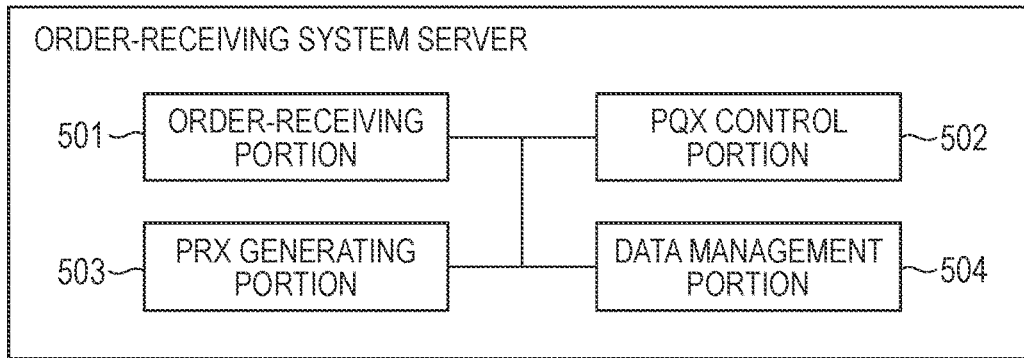 ORDER-RECEIVING SYSTEM SERVER
501
ORDER-RECEIVING
PORTION
PQX CONTROL
PORTION
502
503
PRX GENERATING
PORTION
DATA MANAGEMENT
PORTION
504